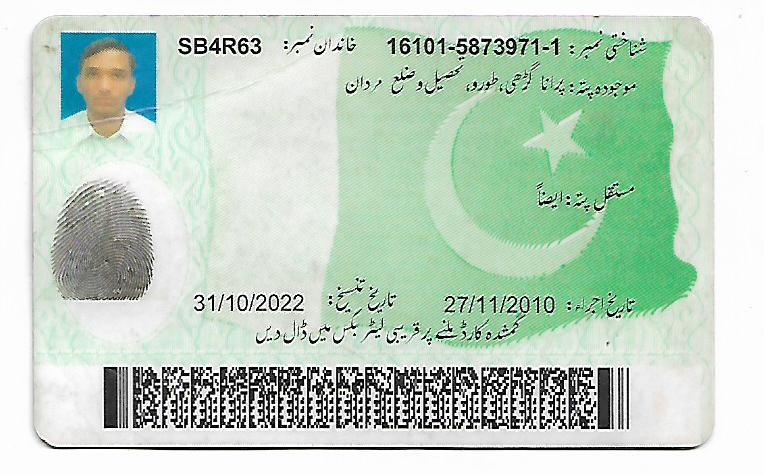 شناختی نمبر: 16101-5873971-1 خاندان نمبر: SB4R63
موجودہ پتہ: پرانا گڑھی، طورو، تحصیل و ضلع مردان
مستقل پتہ: ایضاً
تاریخ اجراء: 27/11/2010 تاریخ تنسیخ: 31/10/2022
گمشدہ کارڈ ملنے پر قریبی لیٹر بکس میں ڈال دیں